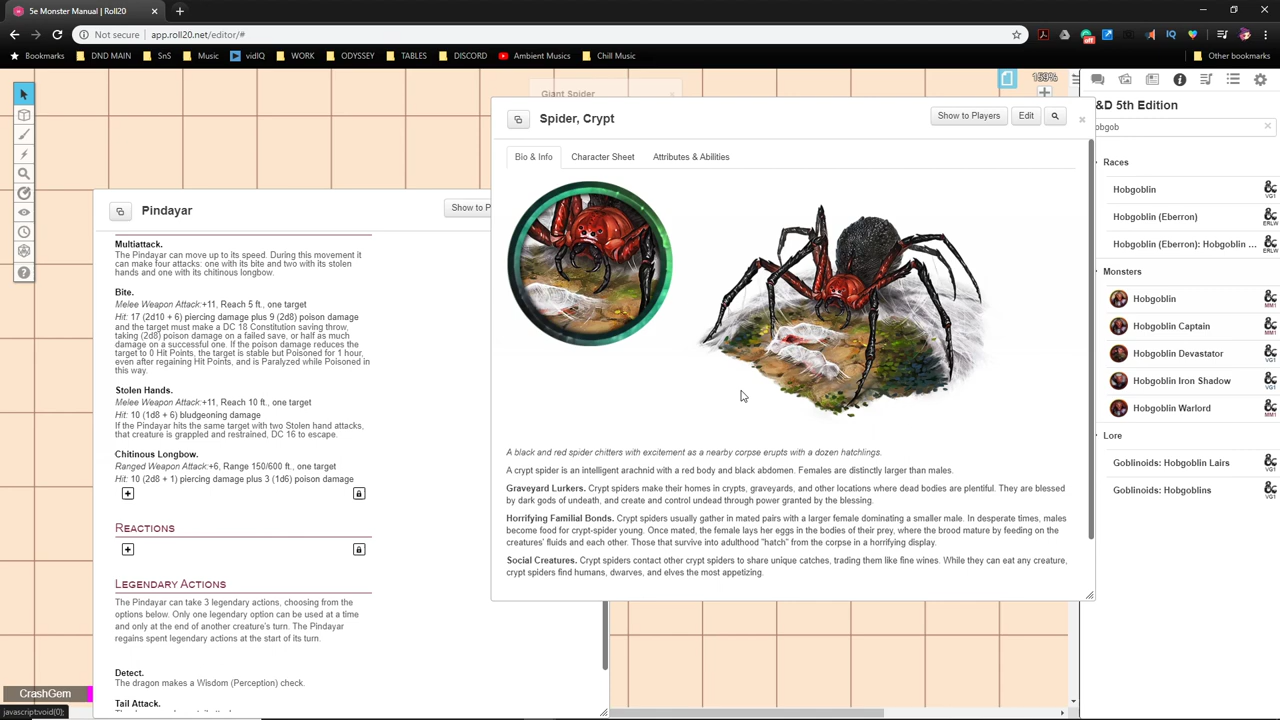 5e Monster Manual | Roll20
Not secure | app.roll20.net/editor/#
Bookmarks DND MAIN SnS Music vidIQ WORK ODYSSEY TABLES DISCORD Ambient Musics Chill Music Other bookmarks
159%
Giant Spider
Spider, Crypt
Show to Players Edit
Bio & Info Character Sheet Attributes & Abilities
A black and red spider chitters with excitement as a nearby corpse erupts with a dozen hatchlings.
A crypt spider is an intelligent arachnid with a red body and black abdomen. Females are distinctly larger than males.
Graveyard Lurkers. Crypt spiders make their homes in crypts, graveyards, and other locations where dead bodies are plentiful. They are blessed
by dark gods of undeath, and create and control undead through power granted by the blessing.
Horrifying Familial Bonds. Crypt spiders usually gather in mated pairs with a larger female dominating a smaller male. In desperate times, males
become food for crypt-spider young. Once mated, the female lays her eggs in the bodies of their prey, where the brood mature by feeding on the
creatures' fluids and each other. Those that survive into adulthood "hatch" from the corpse in a horrifying display.
Social Creatures. Crypt spiders contact other crypt spiders to share unique catches, trading them like fine wines. While they can eat any creature,
crypt spiders find humans, dwarves, and elves the most appetizing.
Pindayar
Show to P
Multiattack.
The Pindayar can move up to its speed. During this movement it
can make four attacks: one with its bite and two with its stolen
hands and one with its chitinous longbow.
Bite.
Melee Weapon Attack:+11, Reach 5 ft., one target
Hit: 17 (2d10 + 6) piercing damage plus 9 (2d8) poison damage
and the target must make a DC 18 Constitution saving throw,
taking (2d8) poison damage on a failed save, or half as much
damage on a successful one. If the poison damage reduces the
target to 0 Hit Points, the target is stable but Poisoned for 1 hour,
even after regaining Hit Points, and is Paralyzed while Poisoned in
this way.
Stolen Hands.
Melee Weapon Attack:+11, Reach 10 ft., one target
Hit: 10 (1d8 + 6) bludgeoning damage
If the Pindayar hits the same target with two Stolen hand attacks,
that creature is grappled and restrained, DC 16 to escape.
Chitinous Longbow.
Ranged Weapon Attack:+6, Range 150/600 ft., one target
Hit: 10 (2d8 + 1) piercing damage plus 3 (1d6) poison damage
REACTIONS
LEGENDARY ACTIONS
The Pindayar can take 3 legendary actions, choosing from the
options below. Only one legendary option can be used at a time
and only at the end of another creature's turn. The Pindayar
regains spent legendary actions at the start of its turn.
Detect.
The dragon makes a Wisdom (Perception) check.
Tail Attack.
CrashGem
javascript:void(0);
&D 5th Edition
obgob
Races
Hobgoblin VG1
Hobgoblin (Eberron) ERLW
Hobgoblin (Eberron): Hobgoblin ... ERLW
Monsters
Hobgoblin MM1
Hobgoblin Captain MM1
Hobgoblin Devastator VG1
Hobgoblin Iron Shadow VG1
Hobgoblin Warlord MM1
Lore
Goblinoids: Hobgoblin Lairs VG1
Goblinoids: Hobgoblins VG1